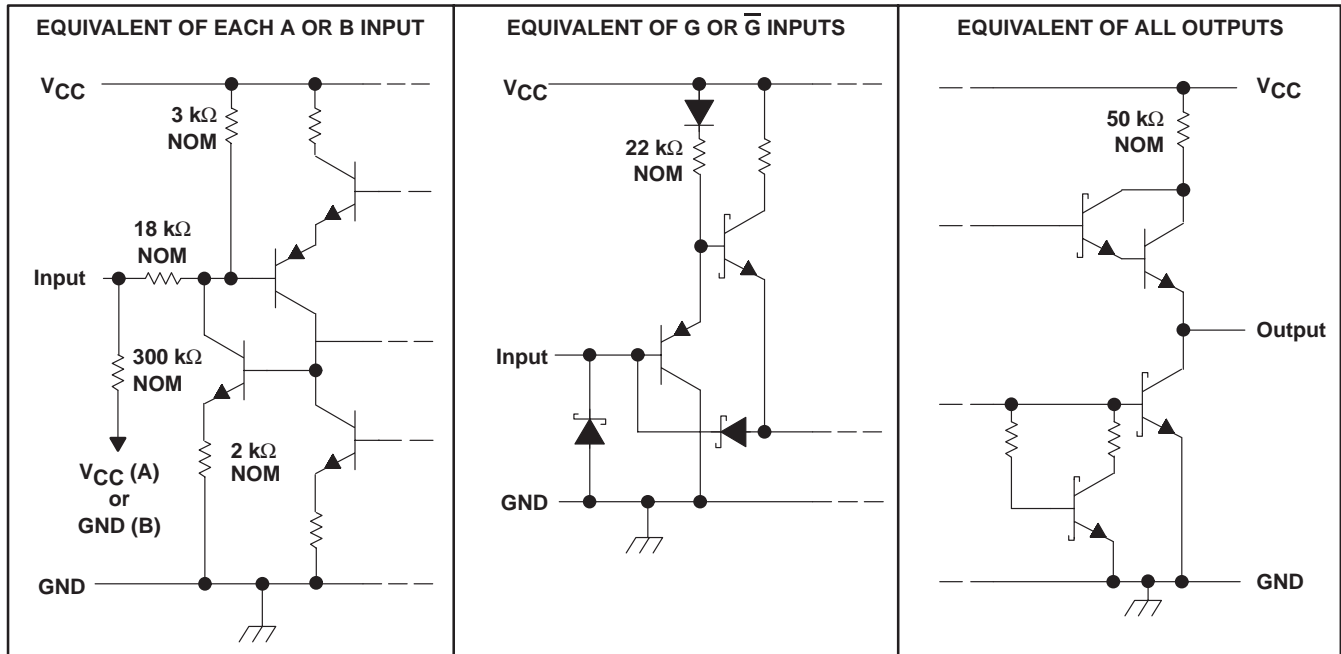 EQUIVALENT OF EACH A OR B INPUT
VCC
3 kΩ
NOM
18 kΩ
NOM
Input
300 kΩ
NOM
VCC (A)
or
GND (B)
2 kΩ
NOM
GND
EQUIVALENT OF G OR G̅ INPUTS
VCC
22 kΩ
NOM
Input
GND
EQUIVALENT OF ALL OUTPUTS
VCC
50 kΩ
NOM
Output
GND